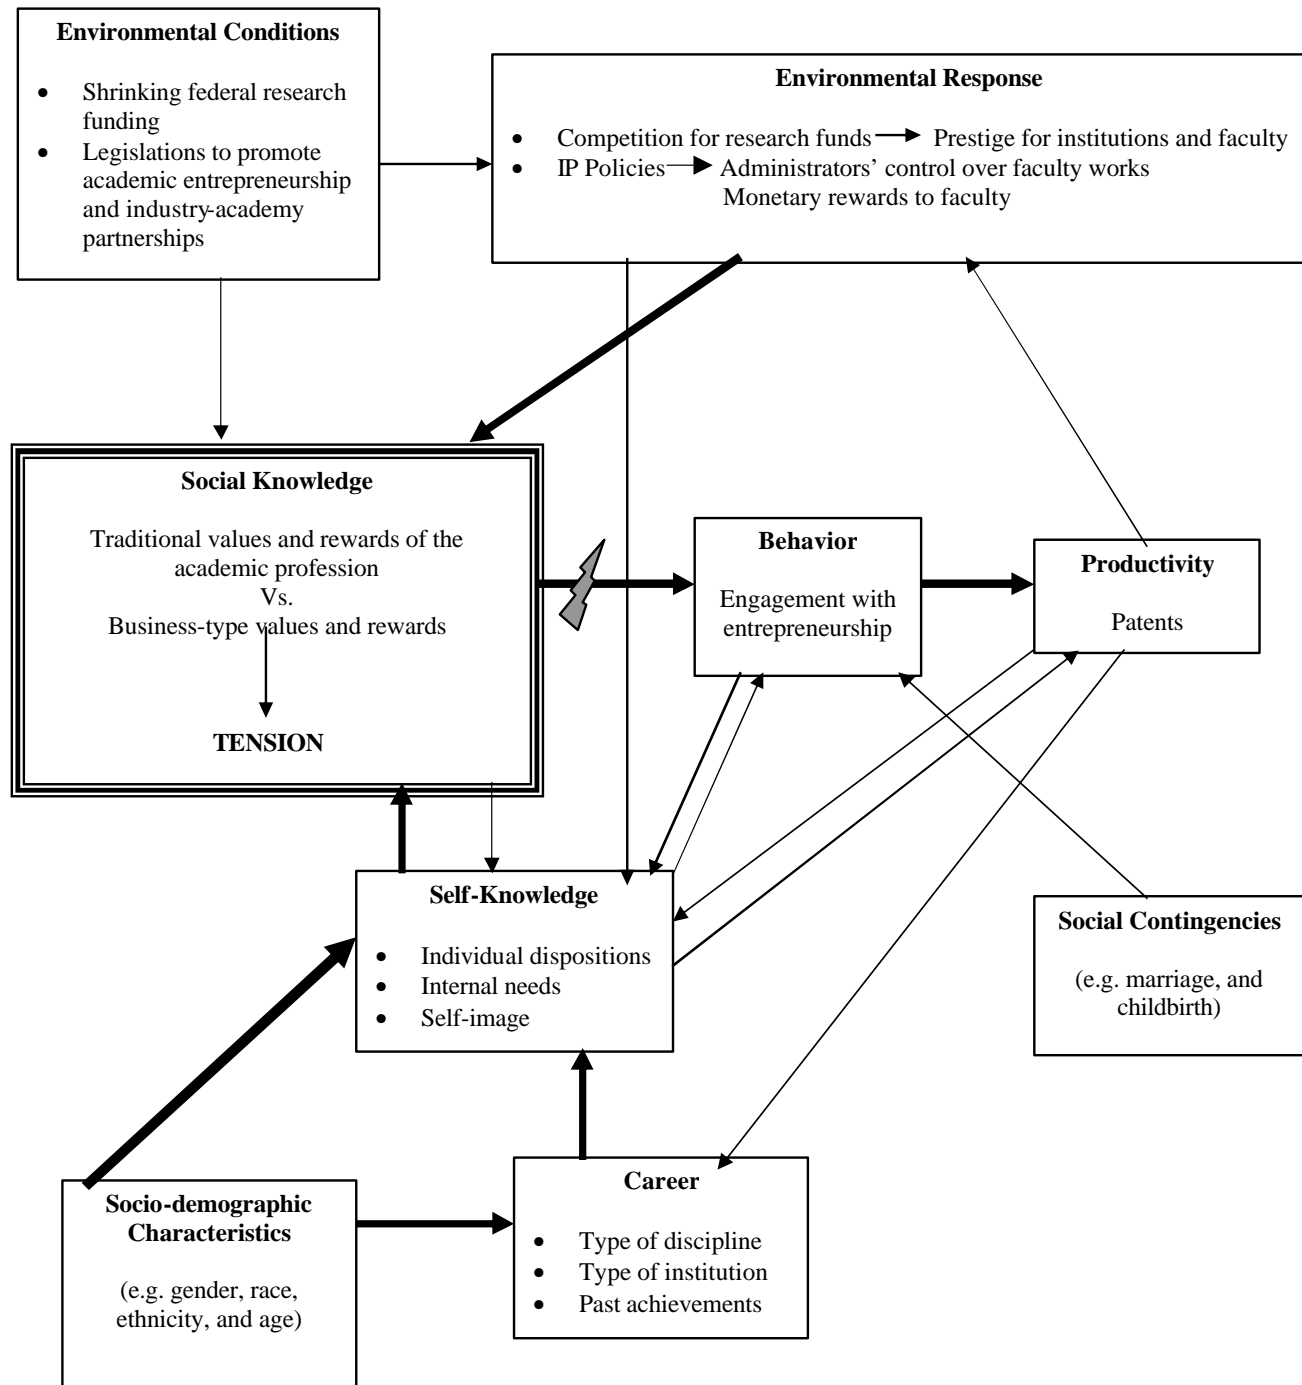 Environmental Conditions
• Shrinking federal research
funding
• Legislations to promote
academic entrepreneurship
and industry-academy
partnerships
Environmental Response
• Competition for research funds Prestige for institutions and faculty
• IP Policies Administrators’ control over faculty works
Monetary rewards to faculty
Social Knowledge
Traditional values and rewards of the
academic profession
Vs.
Business-type values and rewards
TENSION
Behavior
Engagement with
entrepreneurship
Productivity
Patents
Self-Knowledge
• Individual dispositions
• Internal needs
• Self-image
Social Contingencies
(e.g. marriage, and
childbirth)
Socio-demographic
Characteristics
(e.g. gender, race,
ethnicity, and age)
Career
• Type of discipline
• Type of institution
• Past achievements